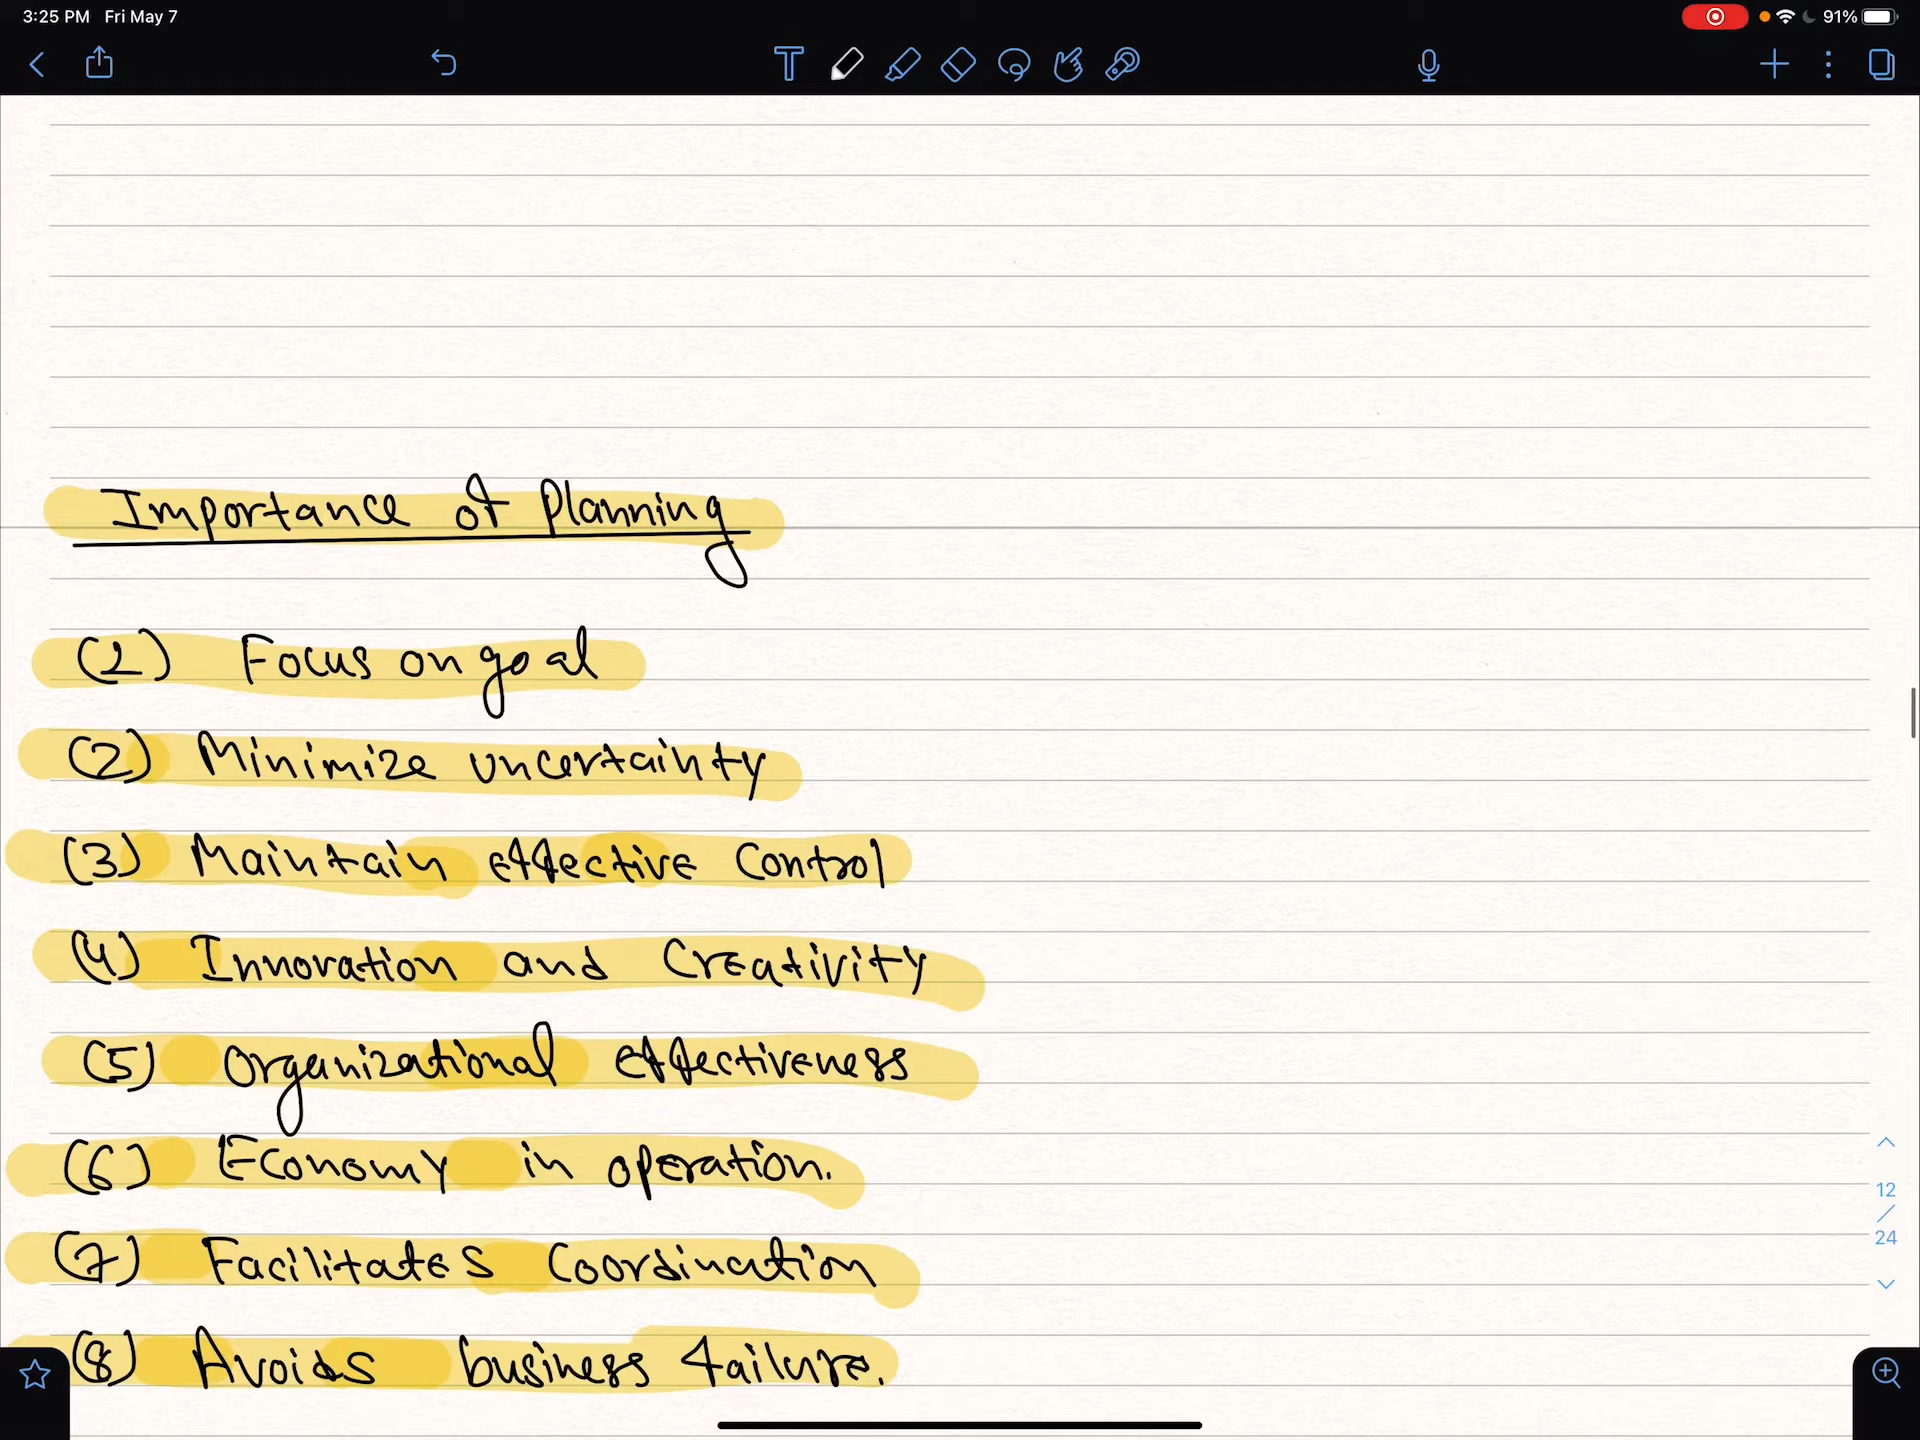 3:25 PM Fri May 7
91%
T
Importance of Planning
(1) Focus on goal
(2) Minimize uncertainty
(3) Maintain effective control
(4) Innovation and Creativity
(5) Organizational effectiveness
(6) Economy in operation.
(7) Facilitates Coordination
(8) Avoids business failure.
12
/
24